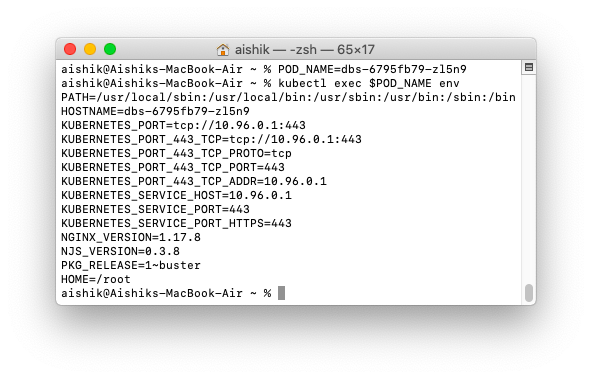 aishik — -zsh — 65×17
aishik@Aishiks-MacBook-Air ~ % POD_NAME=dbs-6795fb79-zl5n9
aishik@Aishiks-MacBook-Air ~ % kubectl exec $POD_NAME env
PATH=/usr/local/sbin:/usr/local/bin:/usr/sbin:/usr/bin:/sbin:/bin
HOSTNAME=dbs-6795fb79-zl5n9
KUBERNETES_PORT=tcp://10.96.0.1:443
KUBERNETES_PORT_443_TCP=tcp://10.96.0.1:443
KUBERNETES_PORT_443_TCP_PROTO=tcp
KUBERNETES_PORT_443_TCP_PORT=443
KUBERNETES_PORT_443_TCP_ADDR=10.96.0.1
KUBERNETES_SERVICE_HOST=10.96.0.1
KUBERNETES_SERVICE_PORT=443
KUBERNETES_SERVICE_PORT_HTTPS=443
NGINX_VERSION=1.17.8
NJS_VERSION=0.3.8
PKG_RELEASE=1~buster
HOME=/root
aishik@Aishiks-MacBook-Air ~ %